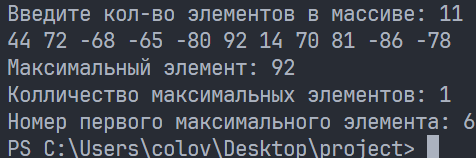 Введите кол-во элементов в массиве: 11
44 72 -68 -65 -80 92 14 70 81 -86 -78
Максимальный элемент: 92
Колличество максимальных элементов: 1
Номер первого максимального элемента: 6
PS C:\Users\colov\Desktop\project>